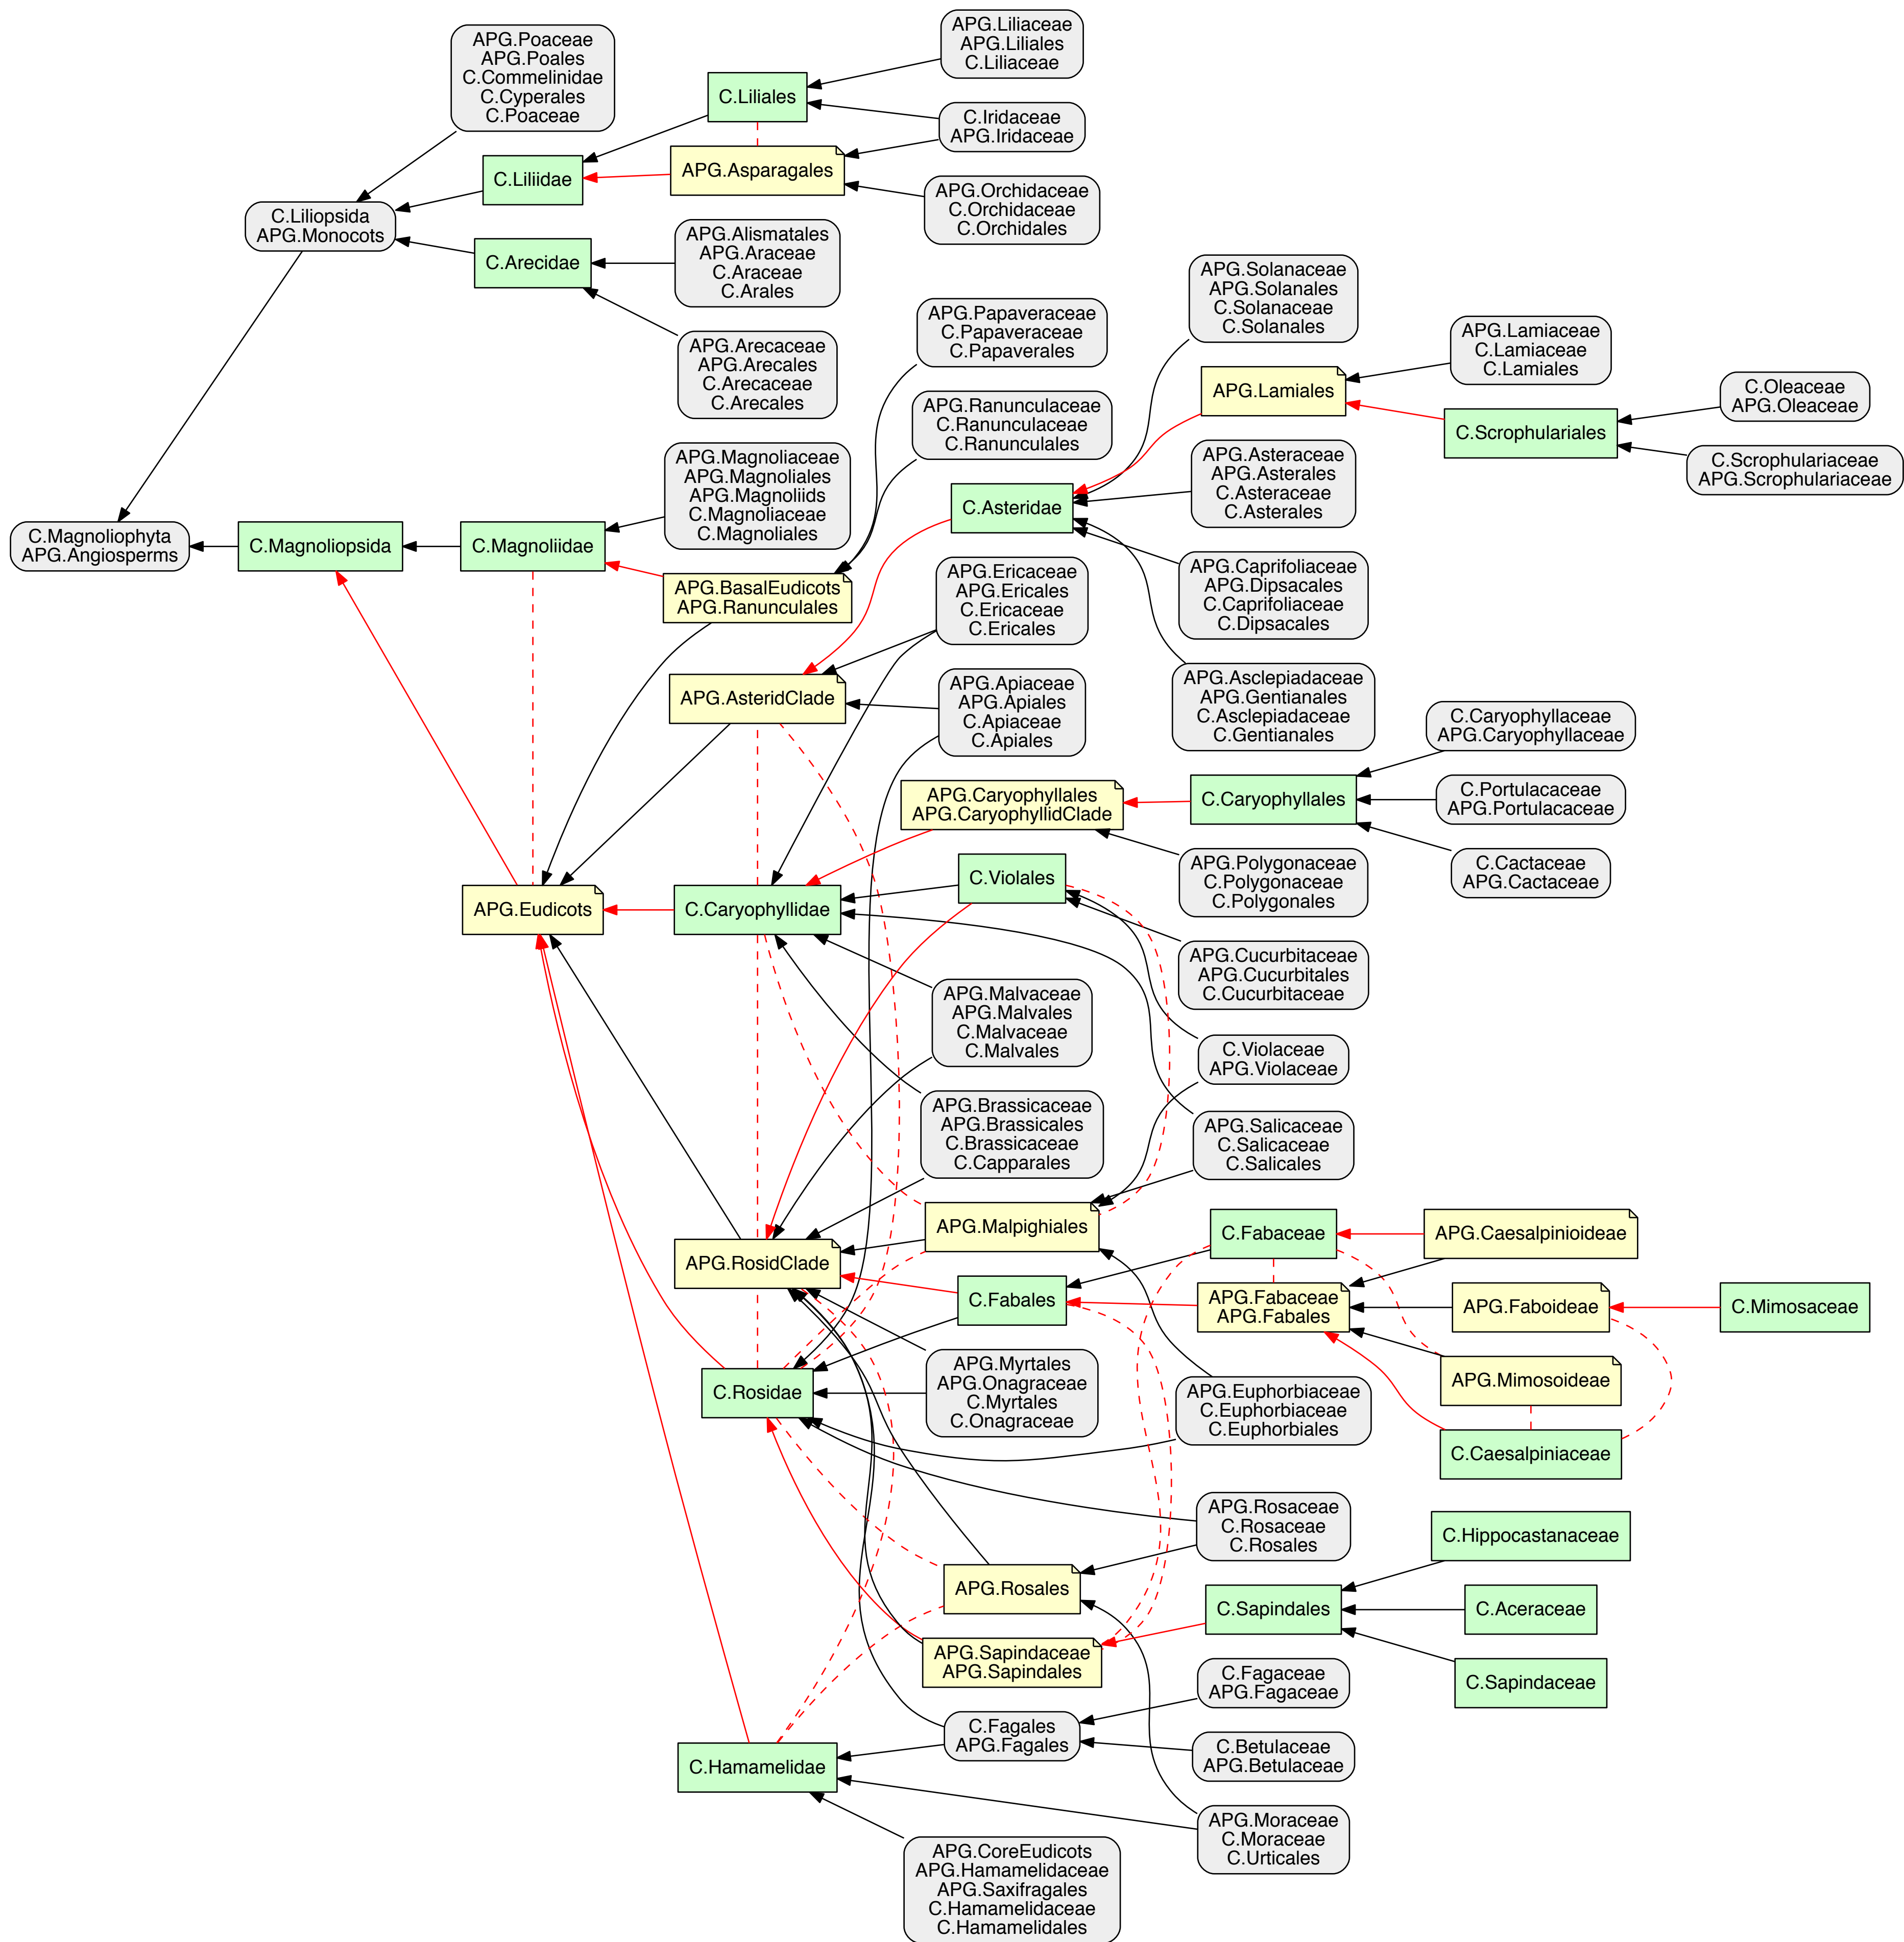 APG.Poaceae
APG.Poales
C.Commelinidae
C.Cyperales
C.Poaceae
C.Liliales
APG.Liliaceae
APG.Liliales
C.Liliaceae
C.Iridaceae
APG.Iridaceae
C.Liliidae
APG.Asparagales
APG.Orchidaceae
C.Orchidaceae
C.Orchidales
C.Liliopsida
APG.Monocots
C.Arecidae
APG.Alismatales
APG.Araceae
C.Araceae
C.Arales
APG.Arecaceae
APG.Arecales
C.Arecaceae
C.Arecales
APG.Papaveraceae
C.Papaveraceae
C.Papaverales
APG.Solanaceae
APG.Solanales
C.Solanaceae
C.Solanales
APG.Lamiaceae
C.Lamiaceae
C.Lamiales
APG.Lamiales
C.Oleaceae
APG.Oleaceae
C.Scrophulariales
C.Scrophulariaceae
APG.Scrophulariaceae
APG.Ranunculaceae
C.Ranunculaceae
C.Ranunculales
APG.Magnoliaceae
APG.Magnoliales
APG.Magnoliids
C.Magnoliaceae
C.Magnoliales
APG.Asteraceae
APG.Asterales
C.Asteraceae
C.Asterales
C.Asteridae
C.Magnoliophyta
APG.Angiosperms
C.Magnoliopsida
C.Magnoliidae
APG.BasalEudicots
APG.Ranunculales
APG.Ericaceae
APG.Ericales
C.Ericaceae
C.Ericales
APG.Caprifoliaceae
APG.Dipsacales
C.Caprifoliaceae
C.Dipsacales
APG.AsteridClade
APG.Apiaceae
APG.Apiales
C.Apiaceae
C.Apiales
APG.Asclepiadaceae
APG.Gentianales
C.Asclepiadaceae
C.Gentianales
C.Caryophyllaceae
APG.Caryophyllaceae
APG.Caryophyllales
APG.CaryophyllidClade
C.Caryophyllales
C.Portulacaceae
APG.Portulacaceae
C.Cactaceae
APG.Cactaceae
APG.Polygonaceae
C.Polygonaceae
C.Polygonales
C.Violales
APG.Eudicots
C.Caryophyllidae
APG.Cucurbitaceae
APG.Cucurbitales
C.Cucurbitaceae
APG.Malvaceae
APG.Malvales
C.Malvaceae
C.Malvales
C.Violaceae
APG.Violaceae
APG.Brassicaceae
APG.Brassicales
C.Brassicaceae
C.Capparales
APG.Salicaceae
C.Salicaceae
C.Salicales
APG.Malpighiales
C.Fabaceae
APG.Caesalpinioideae
APG.RosidClade
C.Fabales
APG.Fabaceae
APG.Fabales
APG.Faboideae
C.Mimosaceae
C.Rosidae
APG.Myrtales
APG.Onagraceae
C.Myrtales
C.Onagraceae
APG.Euphorbiaceae
C.Euphorbiaceae
C.Euphorbiales
APG.Mimosoideae
C.Caesalpiniaceae
APG.Rosaceae
C.Rosaceae
C.Rosales
C.Hippocastanaceae
APG.Rosales
C.Sapindales
C.Aceraceae
APG.Sapindaceae
APG.Sapindales
C.Sapindaceae
C.Fagaceae
APG.Fagaceae
C.Fagales
APG.Fagales
C.Betulaceae
APG.Betulaceae
C.Hamamelidae
APG.Moraceae
C.Moraceae
C.Urticales
APG.CoreEudicots
APG.Hamamelidaceae
APG.Saxifragales
C.Hamamelidaceae
C.Hamamelidales